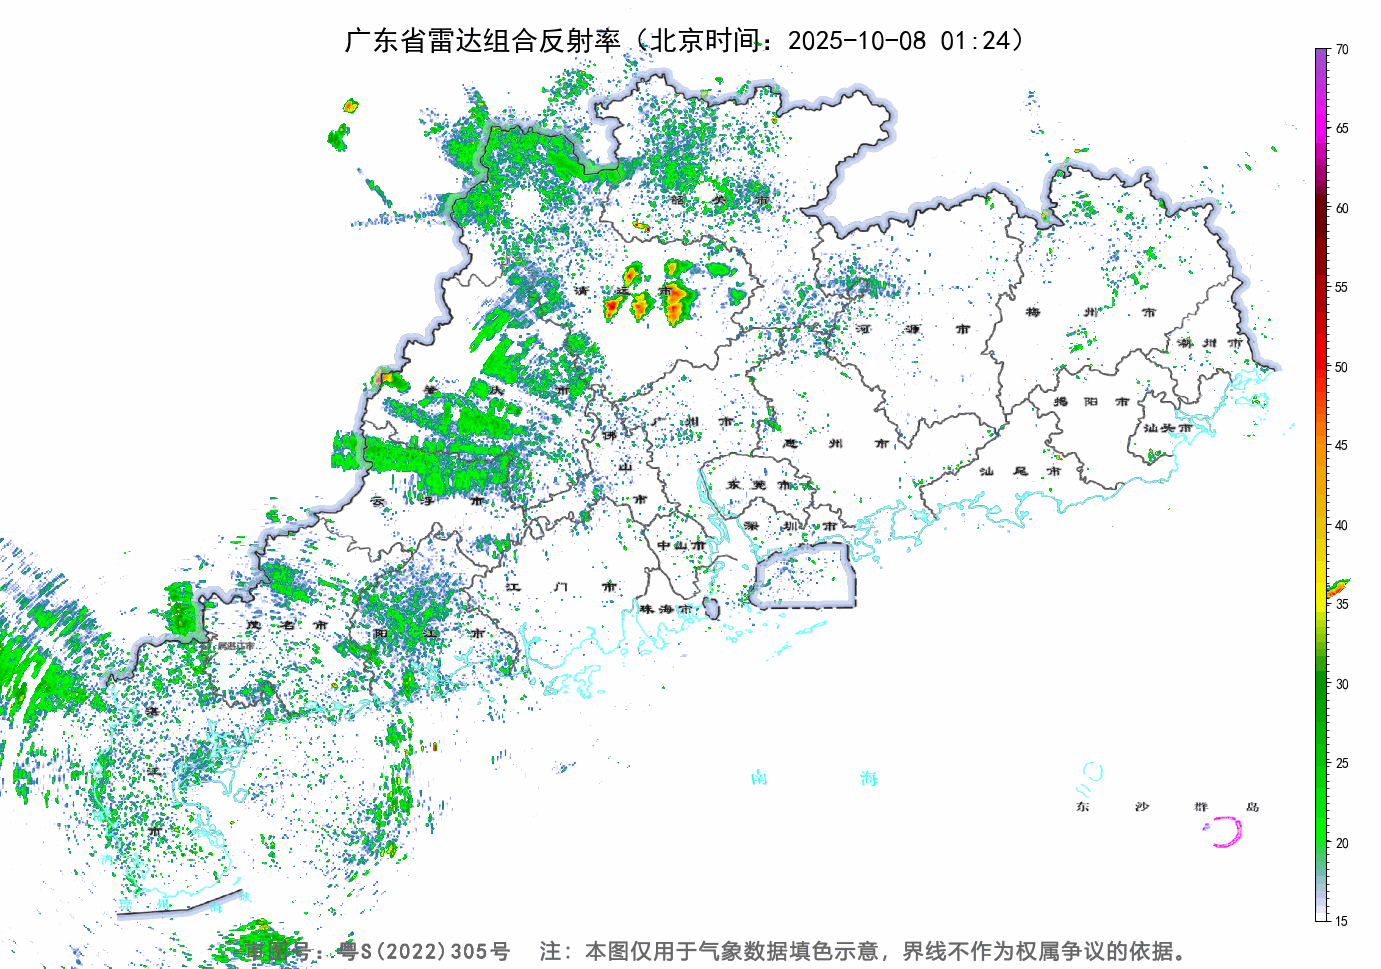 广东省雷达组合反射率（北京时间：2025-10-08 01:24）
70
65
60
55
50
45
40
35
30
25
20
15
韶关市
清远市
河源市
梅州市
潮州市
肇庆市
广州市
惠州市
揭阳市
汕头市
佛山市
东莞市
汕尾市
云浮市
深圳市
中山市
江门市
珠海市
茂名市
阳江市
湛江市
南海
东沙群岛
琼州海峡
审图号：粤S(2022)305号 注：本图仅用于气象数据填色示意，界线不作为权属争议的依据。